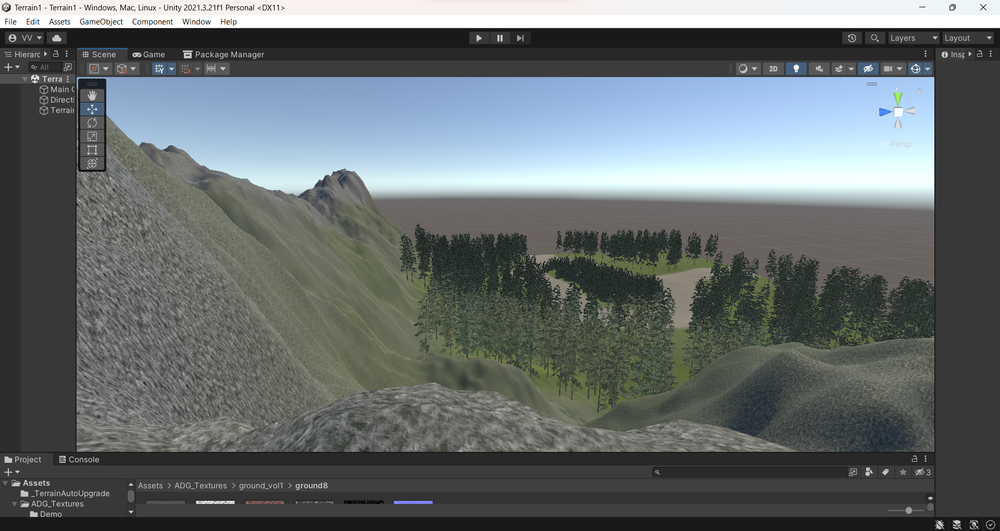 Terrain1 - Terrain1 - Windows, Mac, Linux - Unity 2021.3.21f1 Personal <DX11>
File Edit Assets GameObject Component Window Help
VV Layers Layout
Hierarc Scene Game Package Manager Insp
All 2D
Terra
Main C
Directi
Terrain
y
z
Persp
Project Console
3
Assets
Assets > ADG_Textures > ground_vol1 > ground8
_TerrainAutoUpgrade
ADG_Textures
Demo